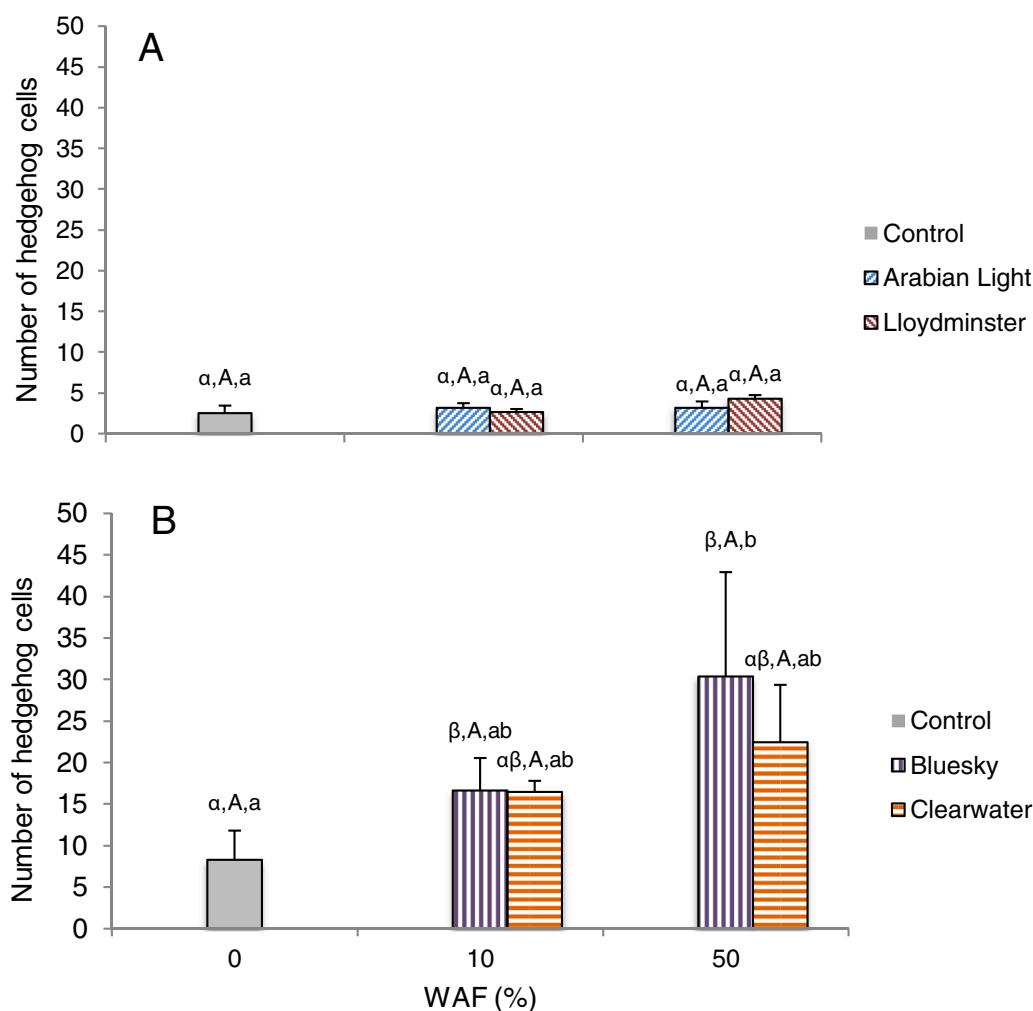 A
Number of hedgehog cells
50
45
40
35
30
25
20
15
10
5
0
α,A,a
α,A,a
α,A,a
α,A,a
α,A,a
Control
Arabian Light
Lloydminster
B
Number of hedgehog cells
50
45
40
35
30
25
20
15
10
5
0
α,A,a
β,A,ab
αβ,A,ab
β,A,b
αβ,A,ab
Control
Bluesky
Clearwater
0 10 50
WAF (%)